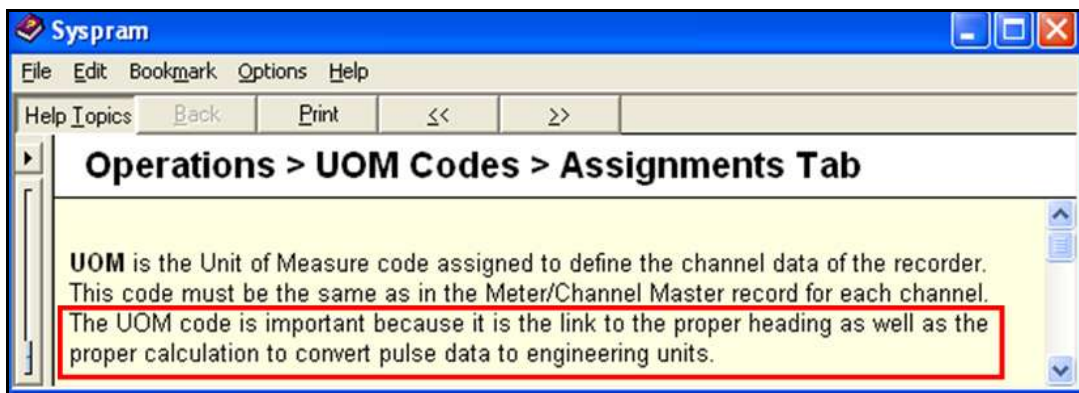 Syspram
File Edit Bookmark Options Help
Help Topics Back Print << >>
Operations > UOM Codes > Assignments Tab
UOM is the Unit of Measure code assigned to define the channel data of the recorder.
This code must be the same as in the Meter/Channel Master record for each channel.
The UOM code is important because it is the link to the proper heading as well as the
proper calculation to convert pulse data to engineering units.